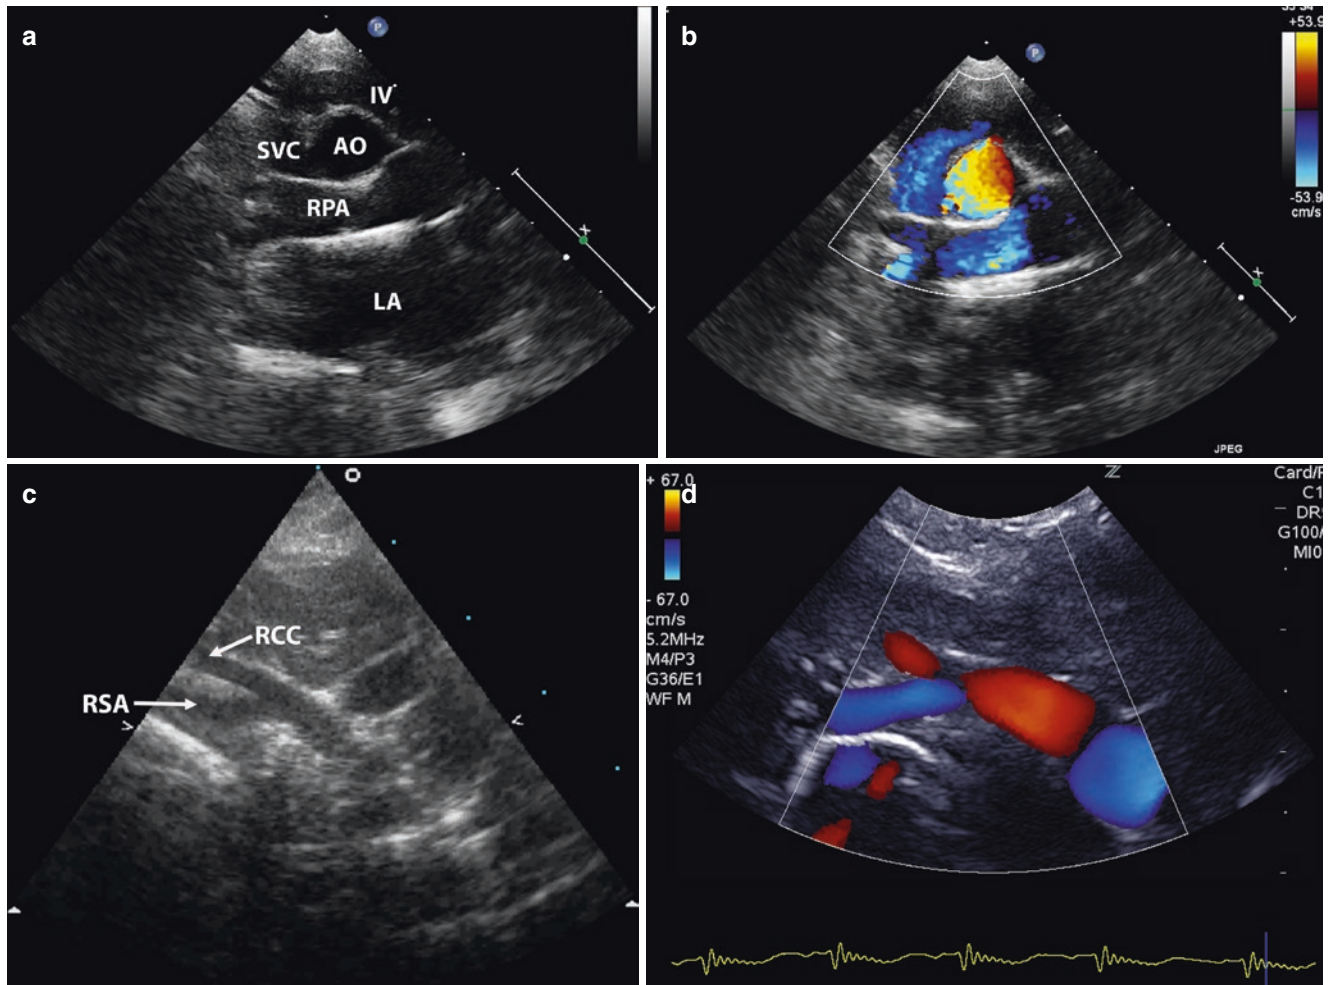 a
P
IV
SVC
AO
RPA
LA
b
P
+53.9
-53.9
cm/s
JPEG
c
RCC
RSA
d
+ 67.0
- 67.0
cm/s
5.2MHz
M4/P3
G36/E1
WF M
Z
Card/
C1
G100/
MI0